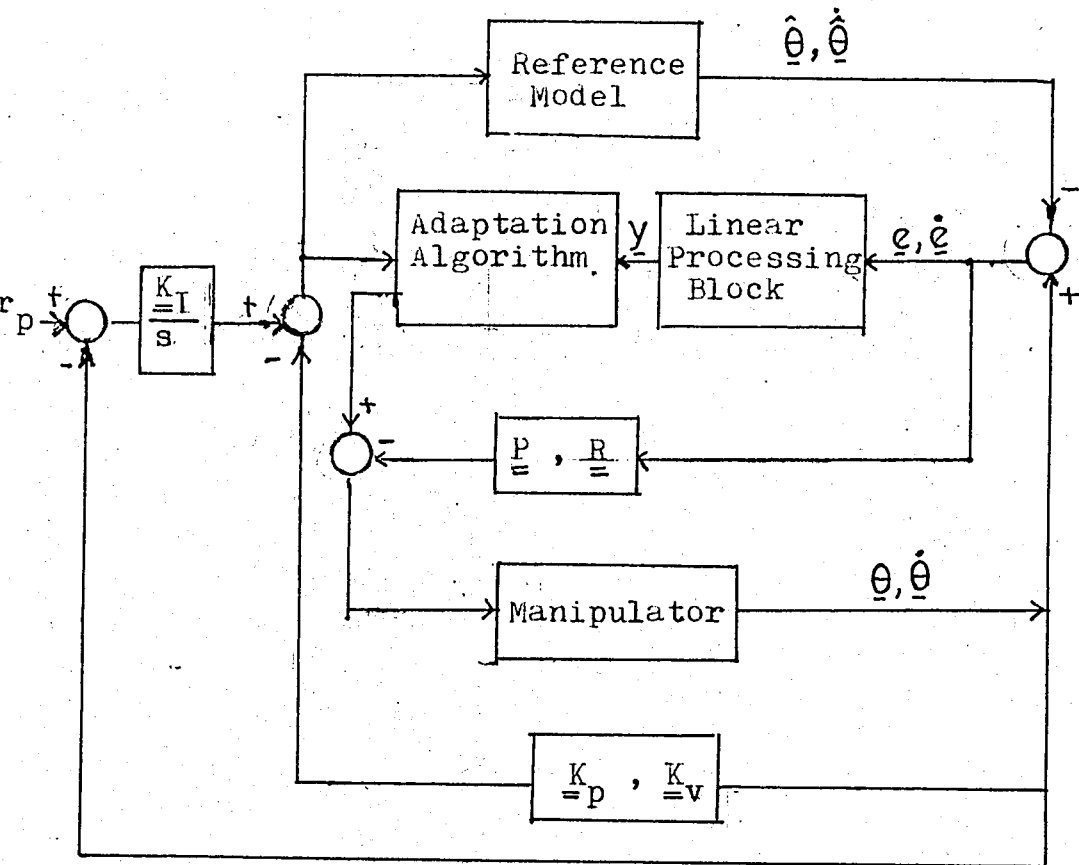 θ̂, θ̂̇
Reference
Model
-
Adaptation
Algorithm.
y
Linear
Processing
Block
e, ė
+
r_p
+
K_I
s
+
-
-
+
-
P , R
Manipulator
θ, θ̇
K_p , K_v